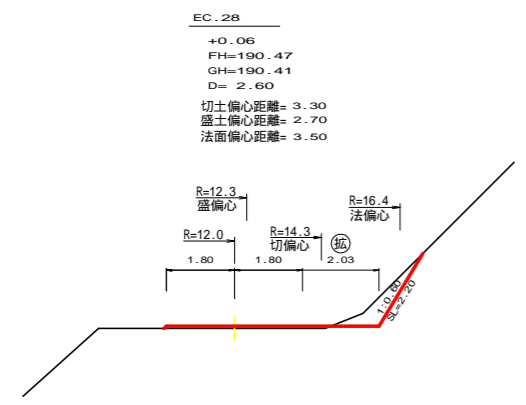 EC.28
+0.06
FH=190.47
GH=190.41
D= 2.60
切土偏心距離= 3.30
盛土偏心距離= 2.70
法面偏心距離= 3.50
R=12.3
盛偏心
R=16.4
法偏心
R=12.0
R=14.3
切偏心
拡
1.80
1.80
2.03
1:0.60
SL=2.20